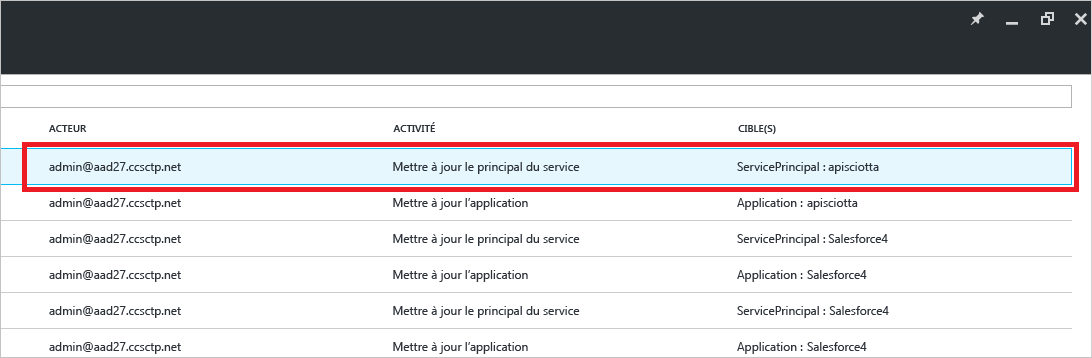 ACTEUR ACTIVITÉ CIBLE(S)
admin@aad27.ccsctp.net Mettre à jour le principal du service ServicePrincipal : apisciotta
admin@aad27.ccsctp.net Mettre à jour l’application Application : apisciotta
admin@aad27.ccsctp.net Mettre à jour le principal du service ServicePrincipal : Salesforce4
admin@aad27.ccsctp.net Mettre à jour l’application Application : Salesforce4
admin@aad27.ccsctp.net Mettre à jour le principal du service ServicePrincipal : Salesforce4
admin@aad27.ccsctp.net Mettre à jour l’application Application : Salesforce4